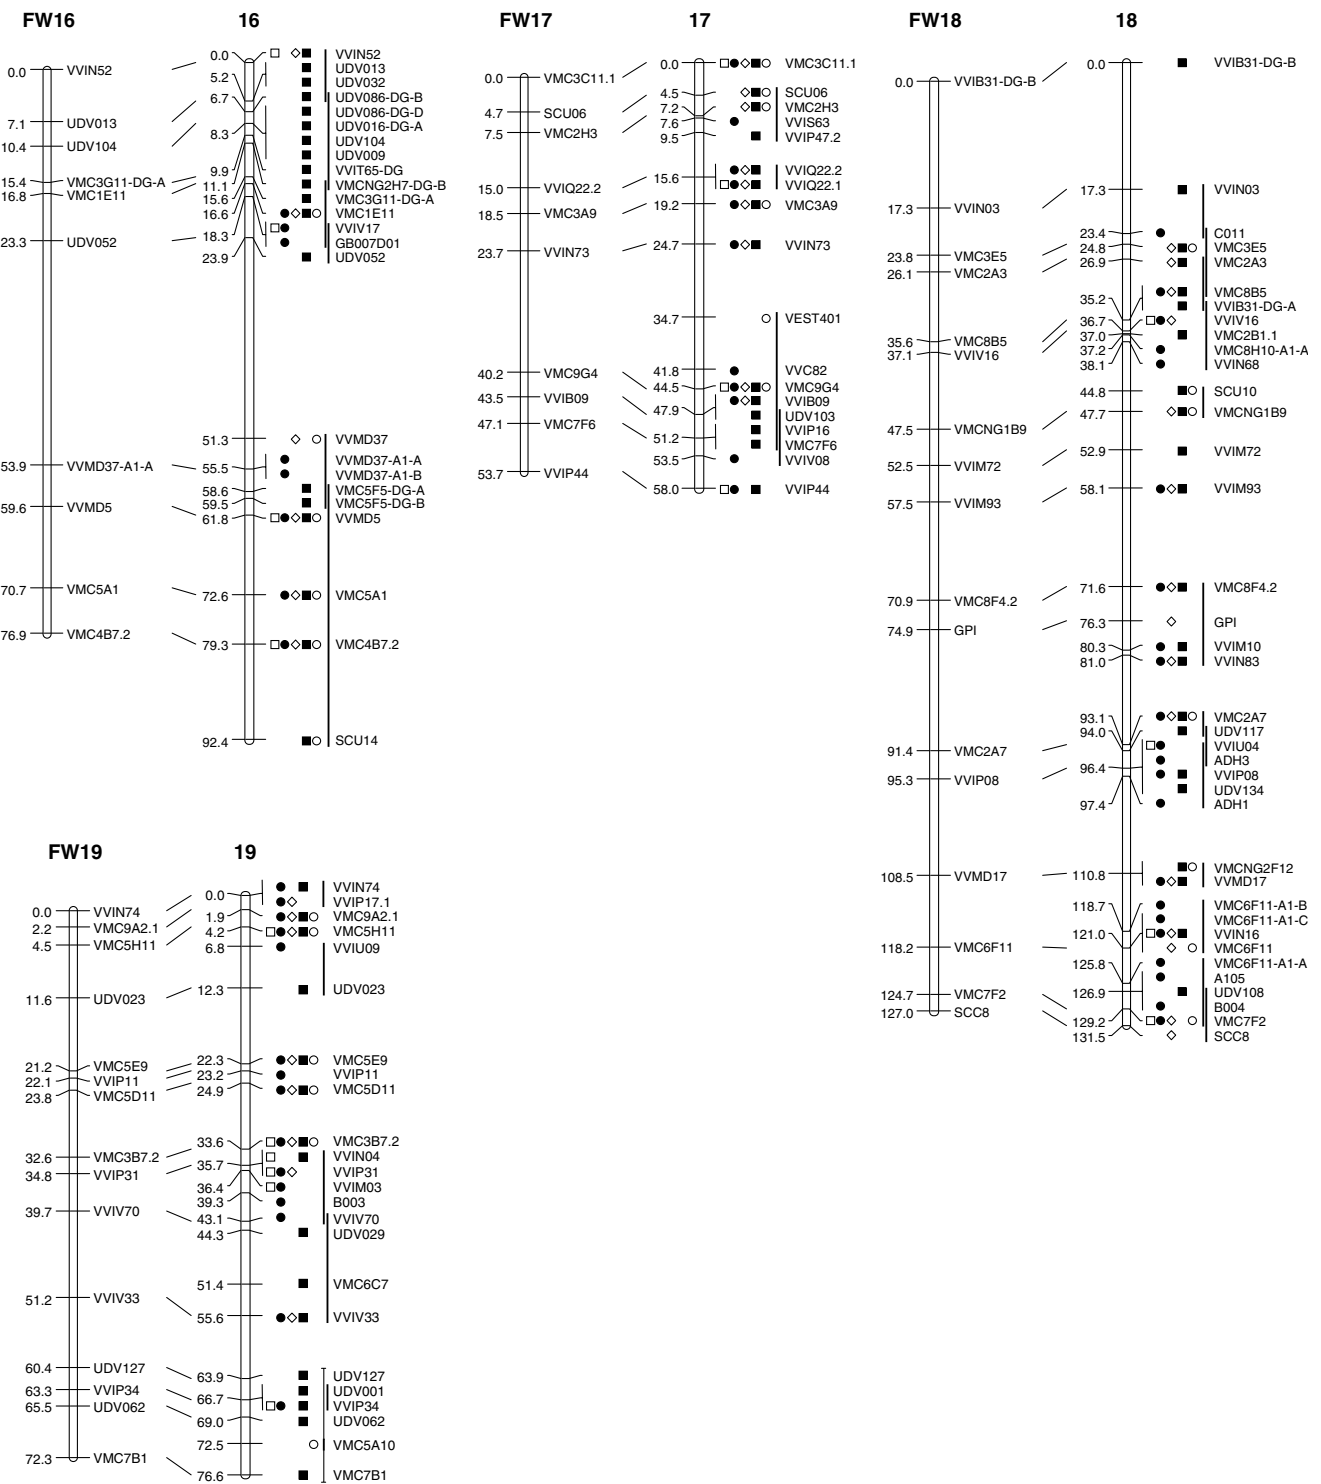 FW16 16
0.0 VVIN52
7.1 UDV013
10.4 UDV104
15.4 VMC3G11-DG-A
16.8 VMC1E11
23.3 UDV052
53.9 VVMD37-A1-A
59.6 VVMD5
70.7 VMC5A1
76.9 VMC4B7.2
0.0 VVIN52
5.2 UDV013
UDV032
6.7 UDV086-DG-B
UDV086-DG-D
UDV016-DG-A
8.3 UDV104
UDV009
9.9 VVIT65-DG
11.1 VMCNG2H7-DG-B
15.6 VMC3G11-DG-A
16.6 VMC1E11
18.3 VVIV17
GB007D01
23.9 UDV052
51.3 VVMD37
55.5 VVMD37-A1-A
VVMD37-A1-B
58.6 VMC5F5-DG-A
59.5 VMC5F5-DG-B
61.8 VVMD5
72.6 VMC5A1
79.3 VMC4B7.2
92.4 SCU14
FW17 17
0.0 VMC3C11.1
4.7 SCU06
7.5 VMC2H3
15.0 VVIQ22.2
18.5 VMC3A9
23.7 VVIN73
40.2 VMC9G4
43.5 VVIB09
47.1 VMC7F6
53.7 VVIP44
0.0 VMC3C11.1
4.5 SCU06
7.2 VMC2H3
7.6 VVIS63
9.5 VVIP47.2
15.6 VVIQ22.2
VVIQ22.1
19.2 VMC3A9
24.7 VVIN73
34.7 VEST401
41.8 VVC82
44.5 VMC9G4
47.9 VVIB09
UDV103
51.2 VVIP16
VMC7F6
53.5 VVIV08
58.0 VVIP44
FW18 18
0.0 VVIB31-DG-B
17.3 VVIN03
23.8 VMC3E5
26.1 VMC2A3
35.6 VMC8B5
37.1 VVIV16
47.5 VMCNG1B9
52.5 VVIM72
57.5 VVIM93
70.9 VMC8F4.2
74.9 GPI
91.4 VMC2A7
95.3 VVIP08
108.5 VVMD17
118.2 VMC6F11
124.7 VMC7F2
127.0 SCC8
0.0 VVIB31-DG-B
17.3 VVIN03
23.4 C011
24.8 VMC3E5
26.9 VMC2A3
35.2 VMC8B5
VVIB31-DG-A
36.7 VVIV16
37.0 VMC2B1.1
37.2 VMC8H10-A1-A
38.1 VVIN68
44.8 SCU10
47.7 VMCNG1B9
52.9 VVIM72
58.1 VVIM93
71.6 VMC8F4.2
76.3 GPI
80.3 VVIM10
81.0 VVIN83
93.1 VMC2A7
94.0 UDV117
VVIU04
ADH3
96.4 VVIP08
UDV134
97.4 ADH1
110.8 VMCNG2F12
VVMD17
118.7 VMC6F11-A1-B
VMC6F11-A1-C
121.0 VVIN16
VMC6F11
125.8 VMC6F11-A1-A
A105
126.9 UDV108
B004
129.2 VMC7F2
131.5 SCC8
FW19 19
0.0 VVIN74
2.2 VMC9A2.1
4.5 VMC5H11
11.6 UDV023
21.2 VMC5E9
22.1 VVIP11
23.8 VMC5D11
32.6 VMC3B7.2
34.8 VVIP31
39.7 VVIV70
51.2 VVIV33
60.4 UDV127
63.3 VVIP34
65.5 UDV062
72.3 VMC7B1
0.0 VVIN74
VVIP17.1
1.9 VMC9A2.1
4.2 VMC5H11
6.8 VVIU09
12.3 UDV023
22.3 VMC5E9
23.2 VVIP11
24.9 VMC5D11
33.6 VMC3B7.2
35.7 VVIN04
VVIP31
36.4 VVIM03
39.3 B003
43.1 VVIV70
44.3 UDV029
51.4 VMC6C7
55.6 VVIV33
63.9 UDV127
66.7 UDV001
VVIP34
69.0 UDV062
72.5 VMC5A10
76.6 VMC7B1